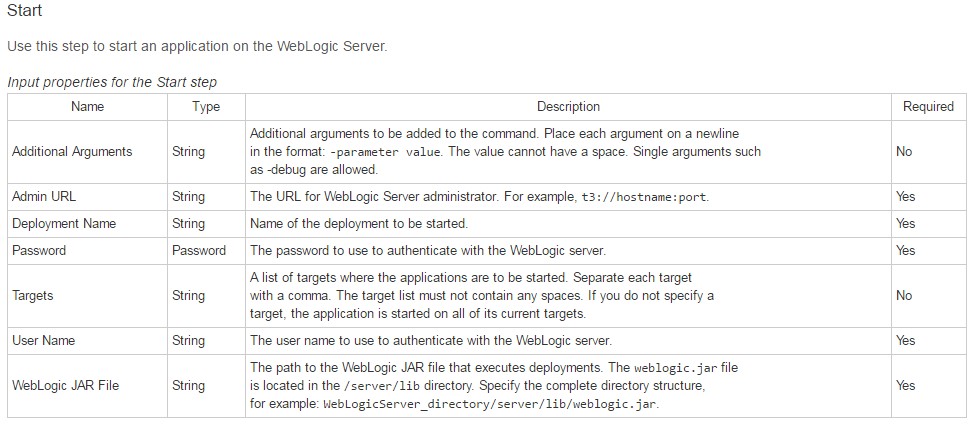 Start
Use this step to start an application on the WebLogic Server.
Input properties for the Start step
Name Type Description Required
Additional Arguments String Additional arguments to be added to the command. Place each argument on a newline
in the format: -parameter value. The value cannot have a space. Single arguments such
as -debug are allowed. No
Admin URL String The URL for WebLogic Server administrator. For example, t3://hostname:port. Yes
Deployment Name String Name of the deployment to be started. Yes
Password Password The password to use to authenticate with the WebLogic server. Yes
Targets String A list of targets where the applications are to be started. Separate each target
with a comma. The target list must not contain any spaces. If you do not specify a
target, the application is started on all of its current targets. No
User Name String The user name to use to authenticate with the WebLogic server. Yes
WebLogic JAR File String The path to the WebLogic JAR file that executes deployments. The weblogic.jar file
is located in the /server/lib directory. Specify the complete directory structure,
for example: WebLogicServer_directory/server/lib/weblogic.jar. Yes